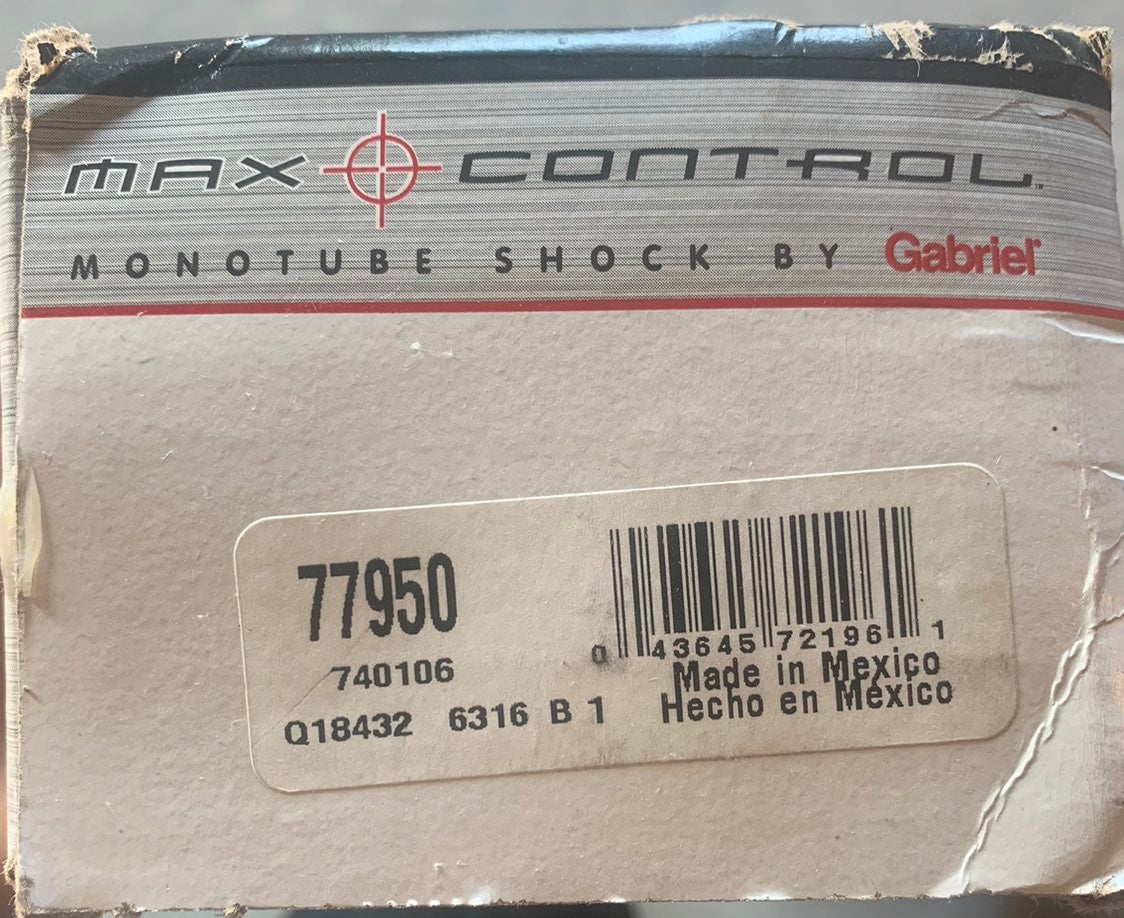 MAX CONTROL™
MONOTUBE SHOCK BY Gabriel®
77950
740106
Q18432 6316 B 1
0 43645 72196 1
Made in Mexico
Hecho en México